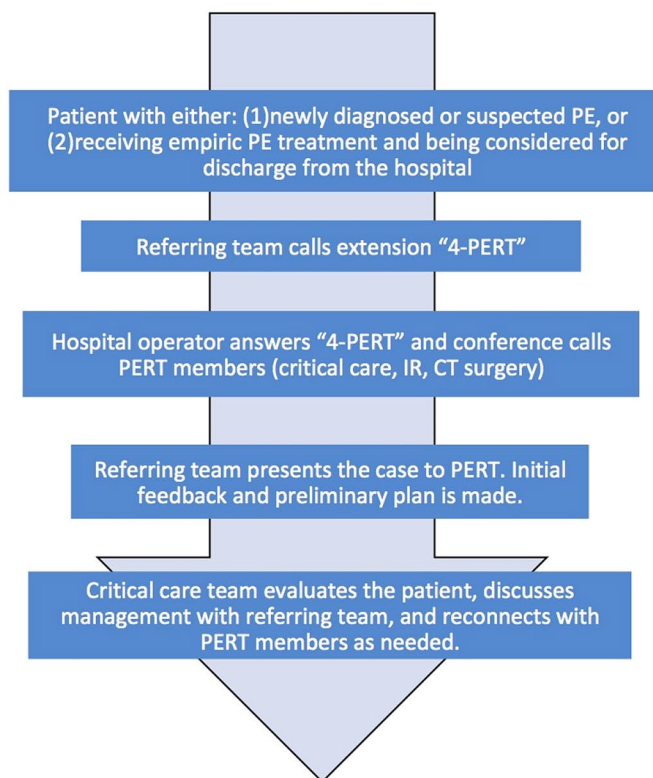 Patient with either: (1)newly diagnosed or suspected PE, or
(2)receiving empiric PE treatment and being considered for
discharge from the hospital
Referring team calls extension “4-PERT”
Hospital operator answers “4-PERT” and conference calls
PERT members (critical care, IR, CT surgery)
Referring team presents the case to PERT. Initial
feedback and preliminary plan is made.
Critical care team evaluates the patient, discusses
management with referring team, and reconnects with
PERT members as needed.